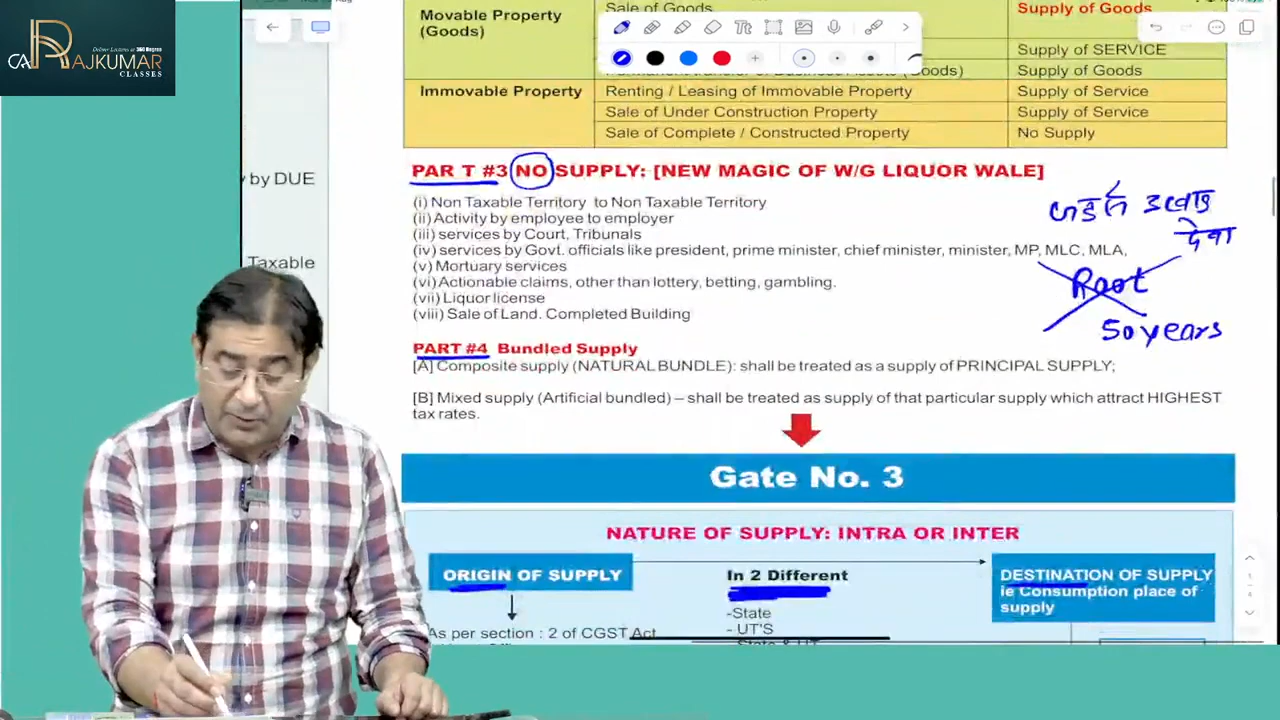 Deliver Lectures at 360 Degree
CA RAJKUMAR
CLASSES
by DUE
Taxable
Movable Property
(Goods)
Sale of Goods
Supply of Goods
Supply of SERVICE
Supply of Goods
Immovable Property
Renting / Leasing of Immovable Property
Supply of Service
Sale of Under Construction Property
Supply of Service
Sale of Complete / Constructed Property
No Supply
PAR T #3 NO SUPPLY: [NEW MAGIC OF W/G LIQUOR WALE]
(i) Non Taxable Territory to Non Taxable Territory
(ii) Activity by employee to employer
(iii) services by Court, Tribunals
(iv) services by Govt. officials like president, prime minister, chief minister, minister, MP, MLC, MLA,
(v) Mortuary services
(vi) Actionable claims, other than lottery, betting, gambling.
(vii) Liquor license
(viii) Sale of Land. Completed Building
देना
Root
50 years
PART #4 Bundled Supply
[A] Composite supply (NATURAL BUNDLE): shall be treated as a supply of PRINCIPAL SUPPLY;
[B] Mixed supply (Artificial bundled) – shall be treated as supply of that particular supply which attract HIGHEST
tax rates.
Gate No. 3
NATURE OF SUPPLY: INTRA OR INTER
ORIGIN OF SUPPLY
In 2 Different
-State
- UT'S
DESTINATION OF SUPPLY
ie Consumption place of
supply
As per section : 2 of CGST Act